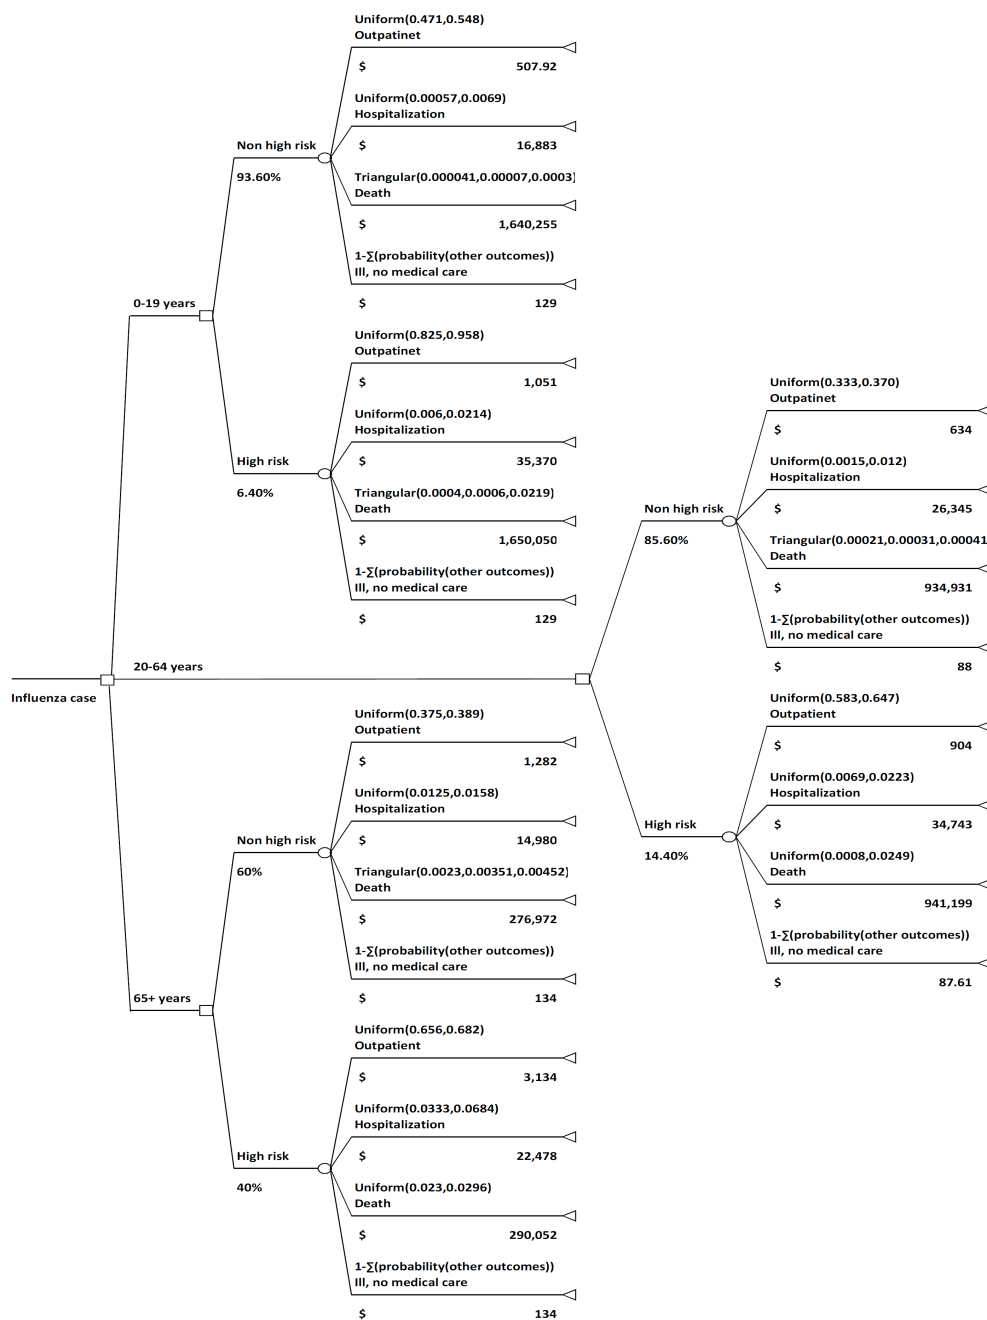 Influenza case
0-19 years
Non high risk
93.60%
Uniform(0.471,0.548)
Outpatinet
$ 507.92
Uniform(0.00057,0.0069)
Hospitalization
$ 16,883
Triangular(0.000041,0.00007,0.0003)
Death
$ 1,640,255
1-∑(probability(other outcomes))
Ill, no medical care
$ 129
High risk
6.40%
Uniform(0.825,0.958)
Outpatinet
$ 1,051
Uniform(0.006,0.0214)
Hospitalization
$ 35,370
Triangular(0.0004,0.0006,0.0219)
Death
$ 1,650,050
1-∑(probability(other outcomes))
Ill, no medical care
$ 129
20-64 years
Non high risk
85.60%
Uniform(0.333,0.370)
Outpatinet
$ 634
Uniform(0.0015,0.012)
Hospitalization
$ 26,345
Triangular(0.00021,0.00031,0.00041
Death
$ 934,931
1-∑(probability(other outcomes))
Ill, no medical care
$ 88
High risk
14.40%
Uniform(0.583,0.647)
Outpatient
$ 904
Uniform(0.0069,0.0223)
Hospitalization
$ 34,743
Uniform(0.0008,0.0249)
Death
$ 941,199
1-∑(probability(other outcomes))
Ill, no medical care
$ 87.61
65+ years
Non high risk
60%
Uniform(0.375,0.389)
Outpatient
$ 1,282
Uniform(0.0125,0.0158)
Hospitalization
$ 14,980
Triangular(0.0023,0.00351,0.00452)
Death
$ 276,972
1-∑(probability(other outcomes))
Ill, no medical care
$ 134
High risk
40%
Uniform(0.656,0.682)
Outpatient
$ 3,134
Uniform(0.0333,0.0684)
Hospitalization
$ 22,478
Uniform(0.023,0.0296)
Death
$ 290,052
1-∑(probability(other outcomes))
Ill, no medical care
$ 134